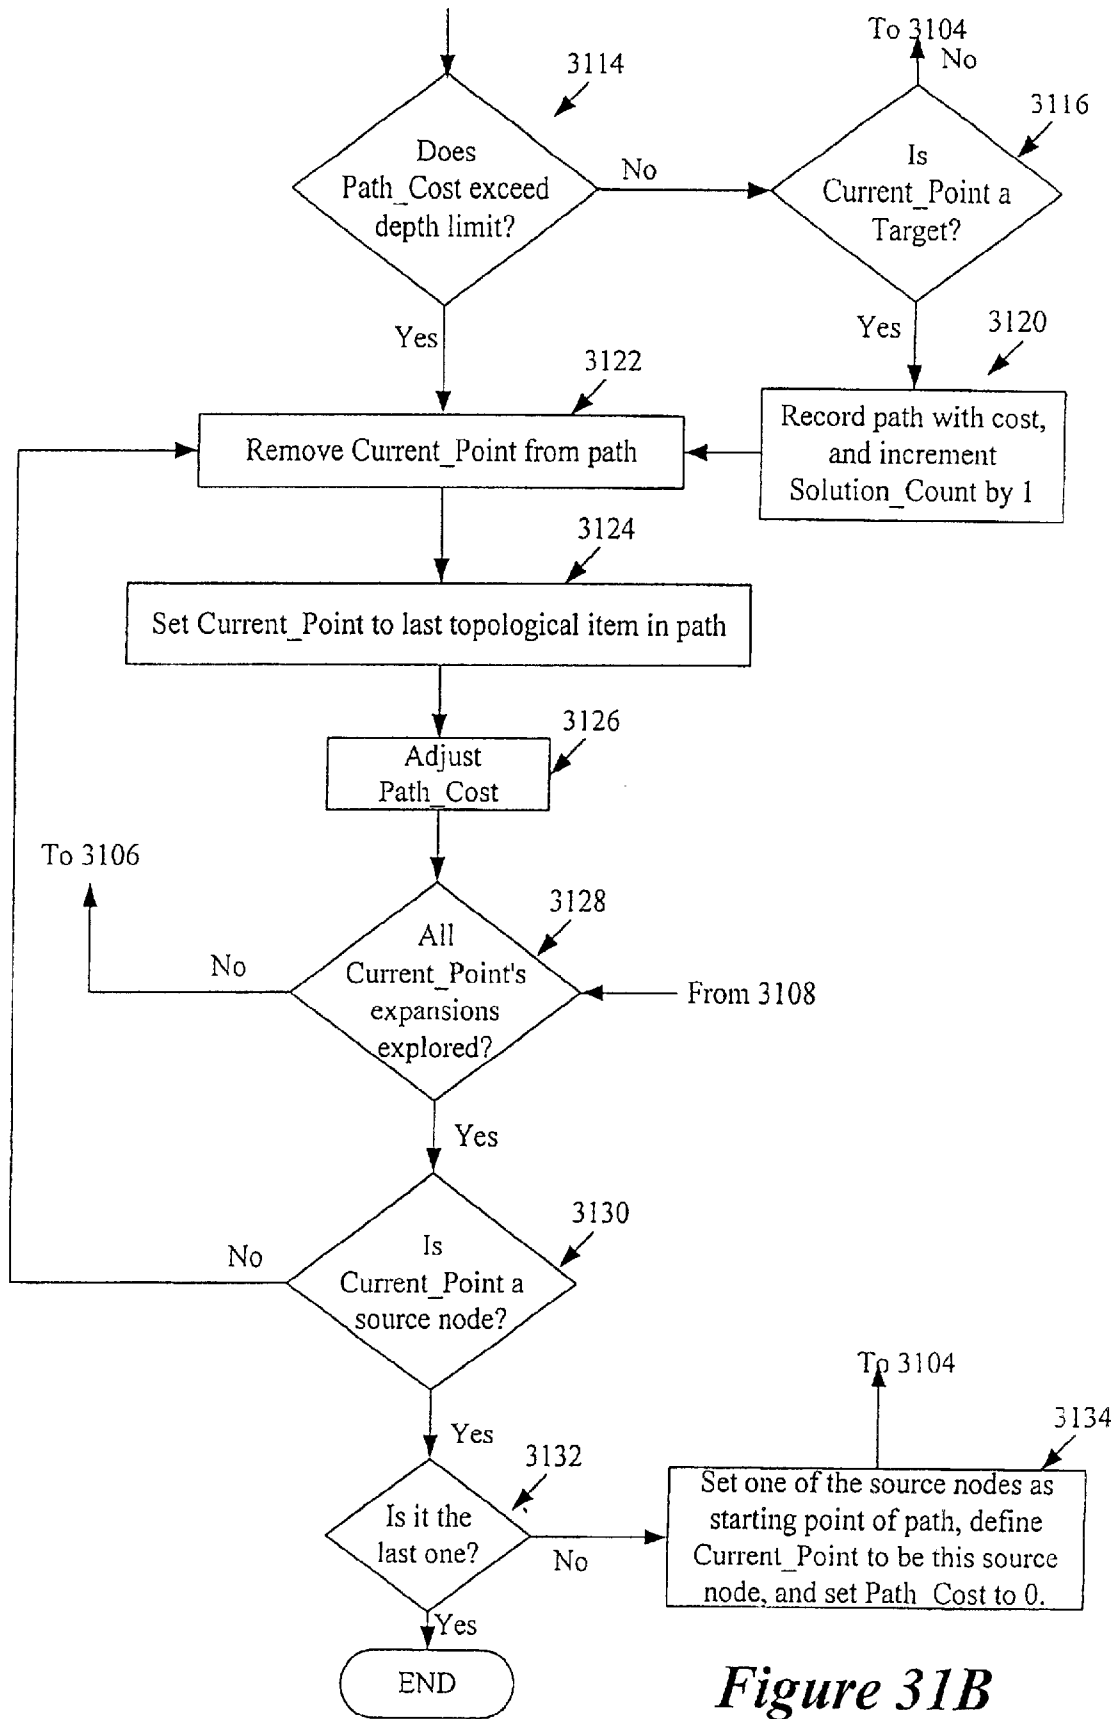 To 3104
No
3114
3116
Does
Path_Cost exceed
depth limit?
No
Is
Current_Point a
Target?
Yes
Yes
3120
3122
Record path with cost,
and increment
Solution_Count by 1
Remove Current_Point from path
3124
Set Current_Point to last topological item in path
3126
Adjust
Path_Cost
To 3106
3128
All
Current_Point's
expansions
explored?
No
From 3108
Yes
3130
Is
Current_Point a
source node?
No
To 3104
3134
Yes
3132
Set one of the source nodes as
starting point of path, define
Current_Point to be this source
node, and set Path_Cost to 0.
Is it the
last one?
No
Yes
END
Figure 31B